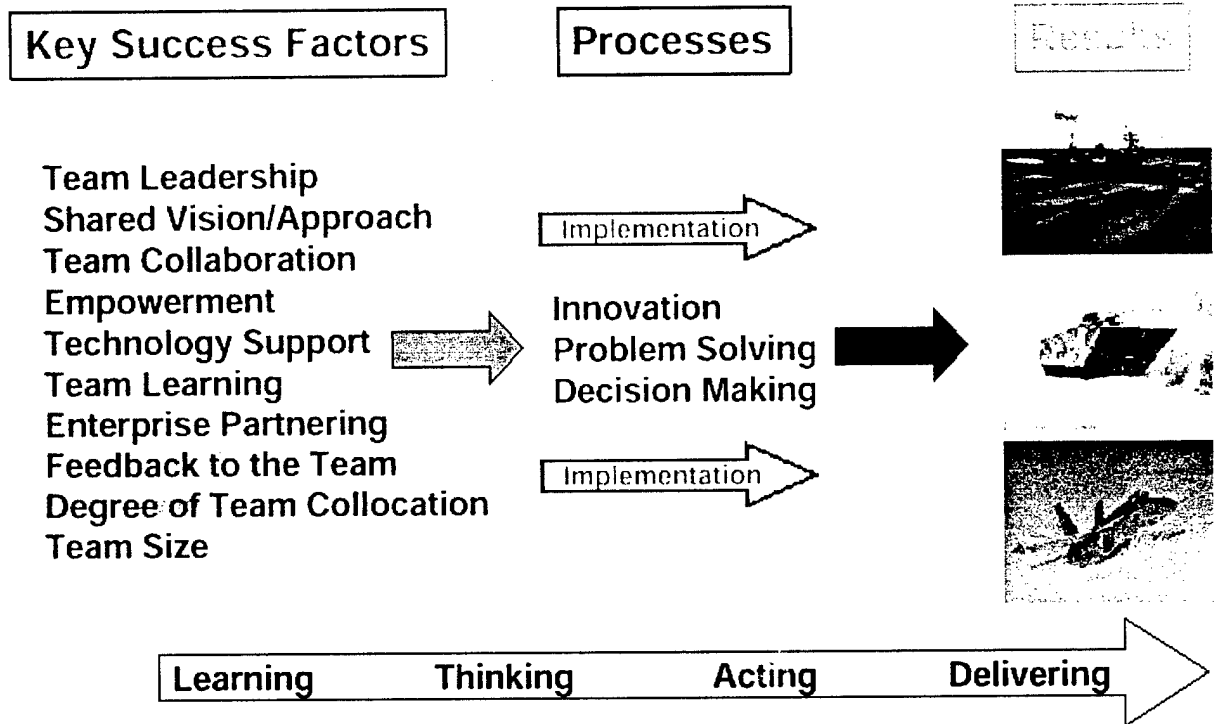 Key Success Factors
Processes
Results
Team Leadership
Shared Vision/Approach
Team Collaboration
Empowerment
Technology Support
Team Learning
Enterprise Partnering
Feedback to the Team
Degree of Team Collocation
Team Size
Implementation
Innovation
Problem Solving
Decision Making
Implementation
Learning Thinking Acting Delivering